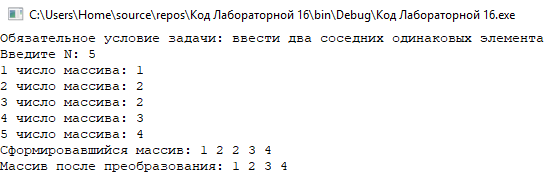 C:\Users\Home\source\repos\Код Лабораторной 16\bin\Debug\Код Лабораторной 16.exe
Обязательное условие задачи: ввести два соседних одинаковых элемента
Введите N: 5
1 число массива: 1
2 число массива: 2
3 число массива: 2
4 число массива: 3
5 число массива: 4
Сформировавшийся массив: 1 2 2 3 4
Массив после преобразования: 1 2 3 4